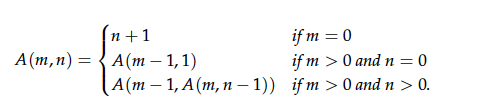 n + 1 if m = 0
A(m, n) = { A(m − 1, 1) if m > 0 and n = 0
A(m − 1, A(m, n − 1)) if m > 0 and n > 0.